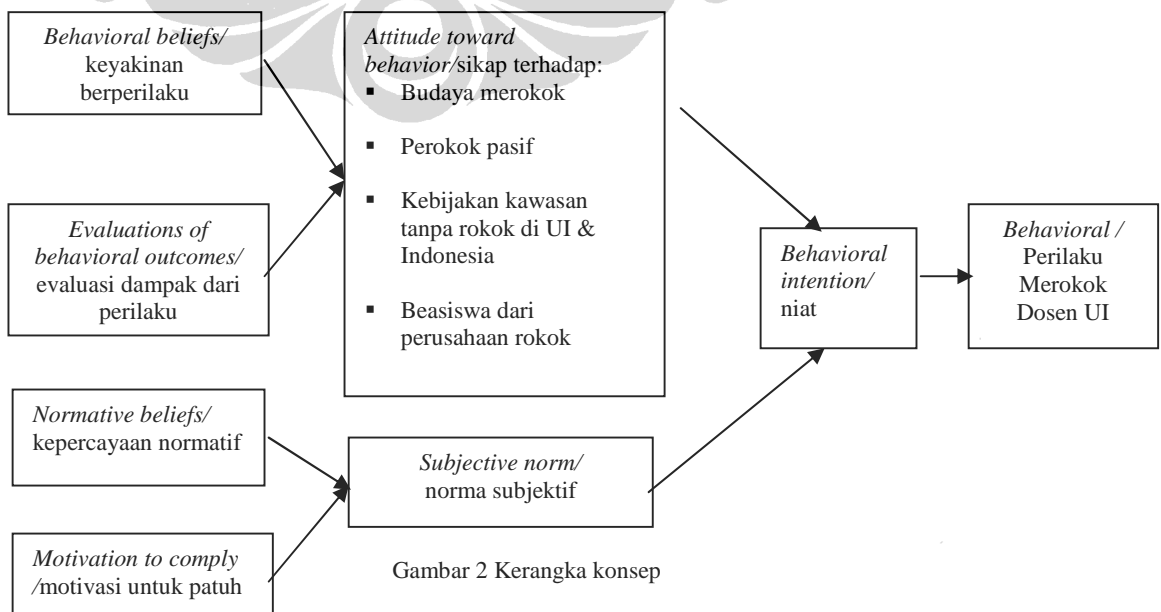 Behavioral beliefs/
keyakinan
berperilaku
Evaluations of
behavioral outcomes/
evaluasi dampak dari
perilaku
Normative beliefs/
kepercayaan normatif
Motivation to comply
/motivasi untuk patuh
Attitude toward
behavior/sikap terhadap:
▪ Budaya merokok
▪ Perokok pasif
▪ Kebijakan kawasan
tanpa rokok di UI &
Indonesia
▪ Beasiswa dari
perusahaan rokok
Subjective norm/
norma subjektif
Behavioral
intention/
niat
Behavioral /
Perilaku
Merokok
Dosen UI
Gambar 2 Kerangka konsep